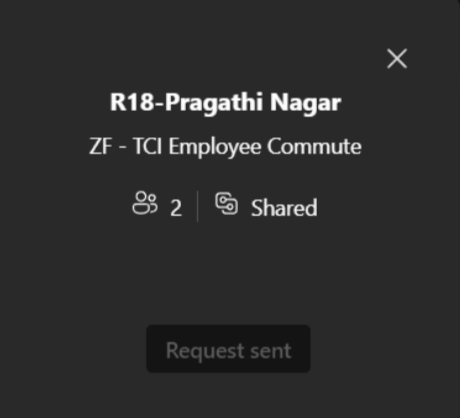 R18-Pragathi Nagar
ZF - TCI Employee Commute
2 Shared
Request sent